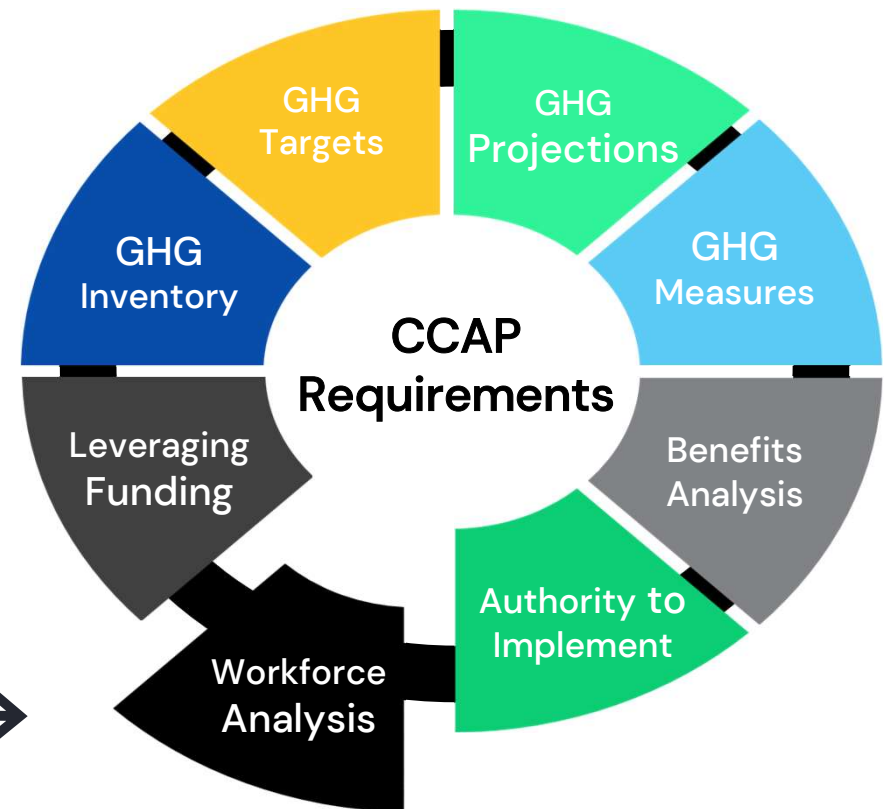 GHG
Targets
GHG
Projections
GHG
Inventory
GHG
Measures
CCAP
Requirements
Leveraging
Funding
Benefits
Analysis
Authority to
Implement
Workforce
Analysis